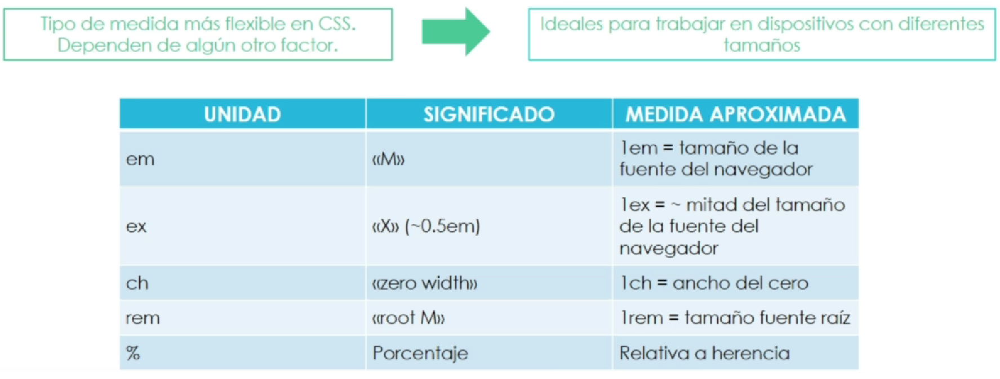 Tipo de medida más flexible en CSS.
Dependen de algún otro factor.
Ideales para trabajar en dispositivos con diferentes
tamaños
UNIDAD SIGNIFICADO MEDIDA APROXIMADA
em «M» 1em = tamaño de la
fuente del navegador
ex «X» (~0.5em) 1ex = ~ mitad del tamaño
de la fuente del
navegador
ch «zero width» 1ch = ancho del cero
rem «root M» 1rem = tamaño fuente raíz
% Porcentaje Relativa a herencia